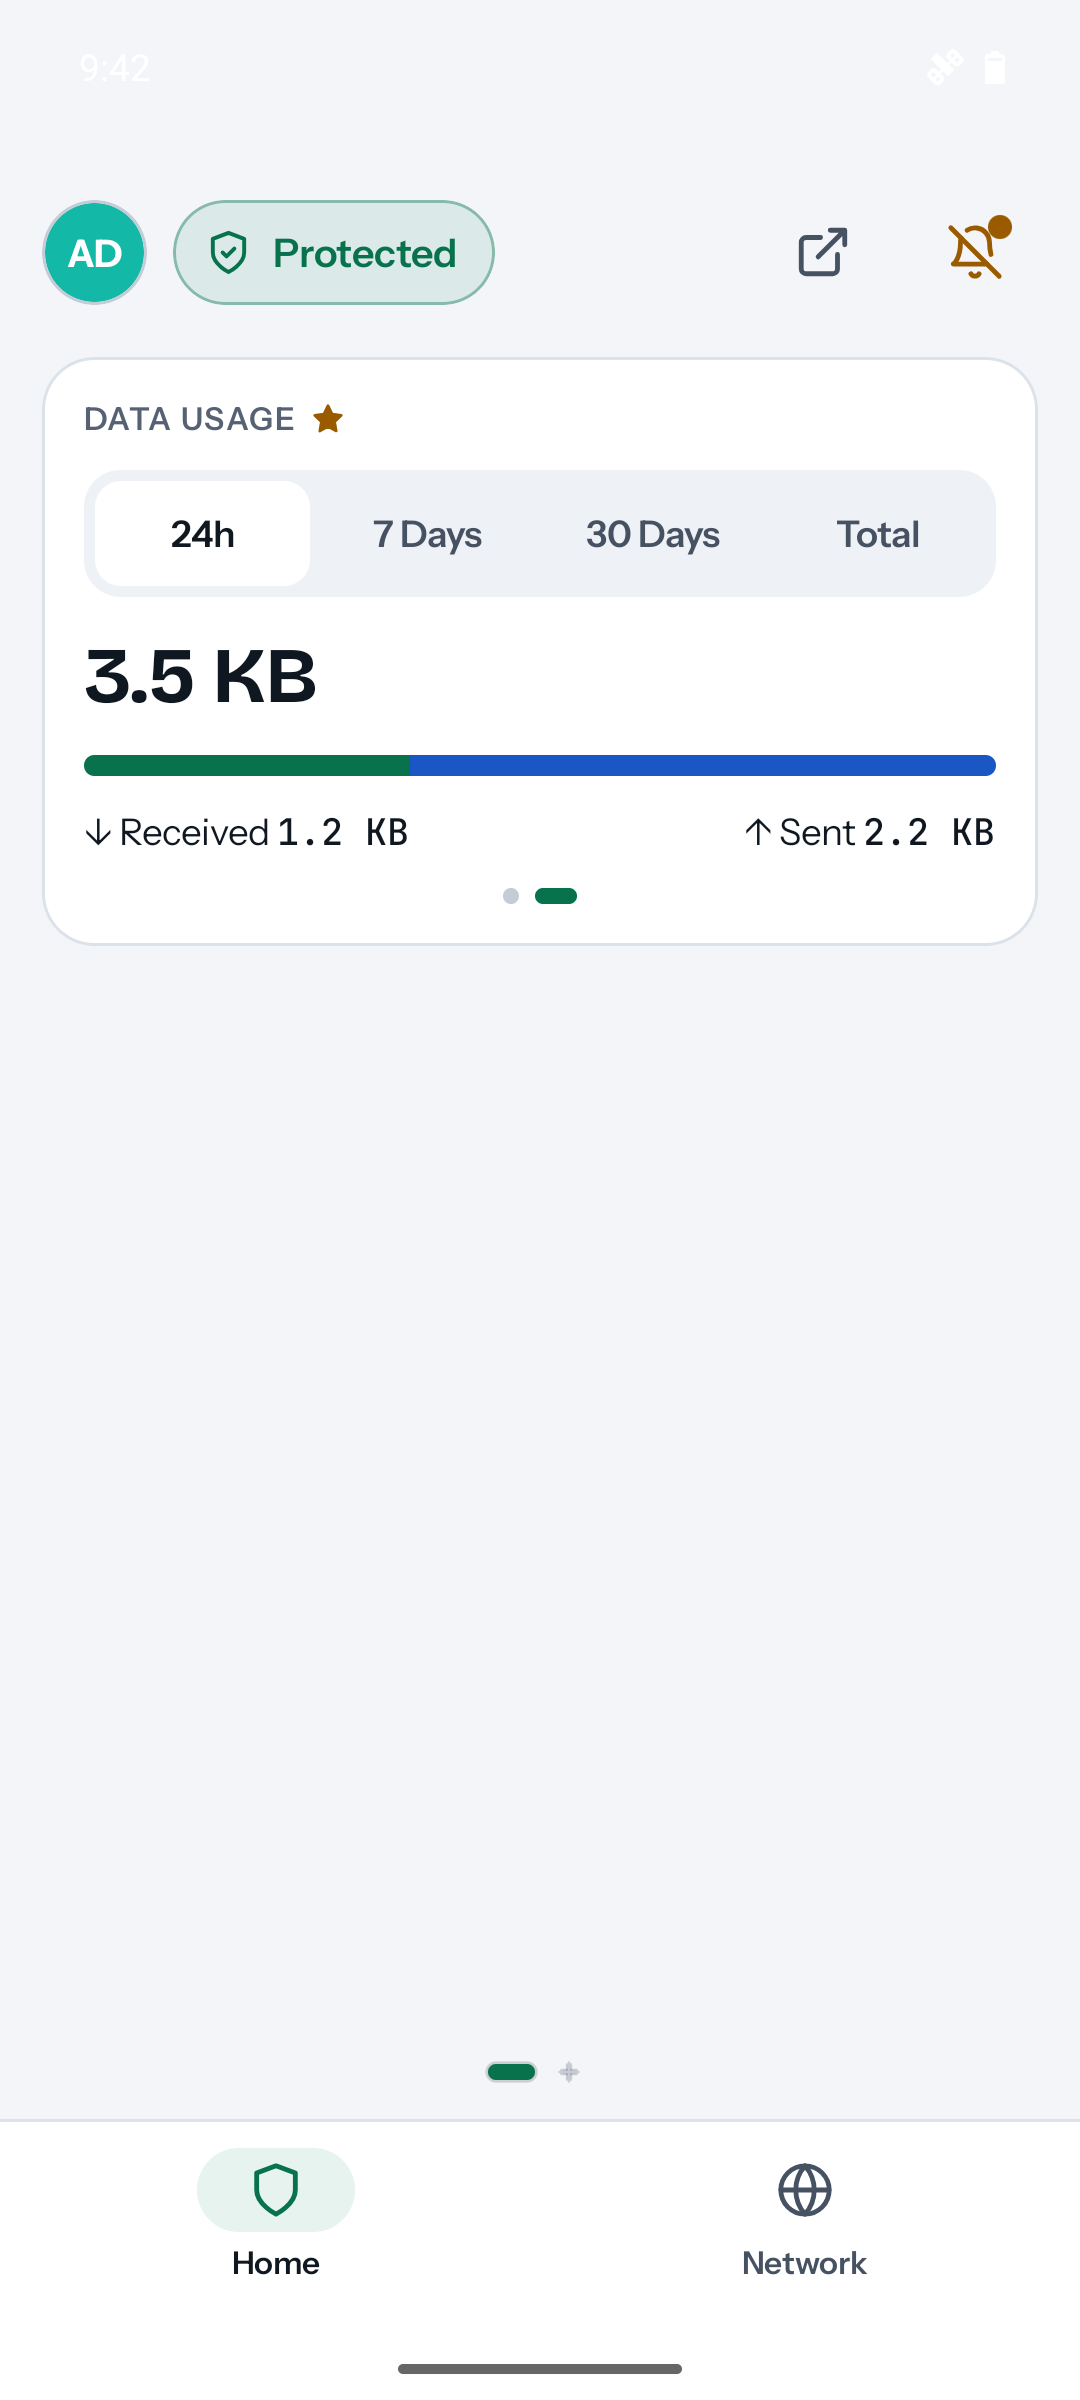 9:42
AD
Protected
DATA USAGE
24h
7 Days
30 Days
Total
3.5 KB
↓ Received 1.2 KB
↑ Sent 2.2 KB
Home
Network